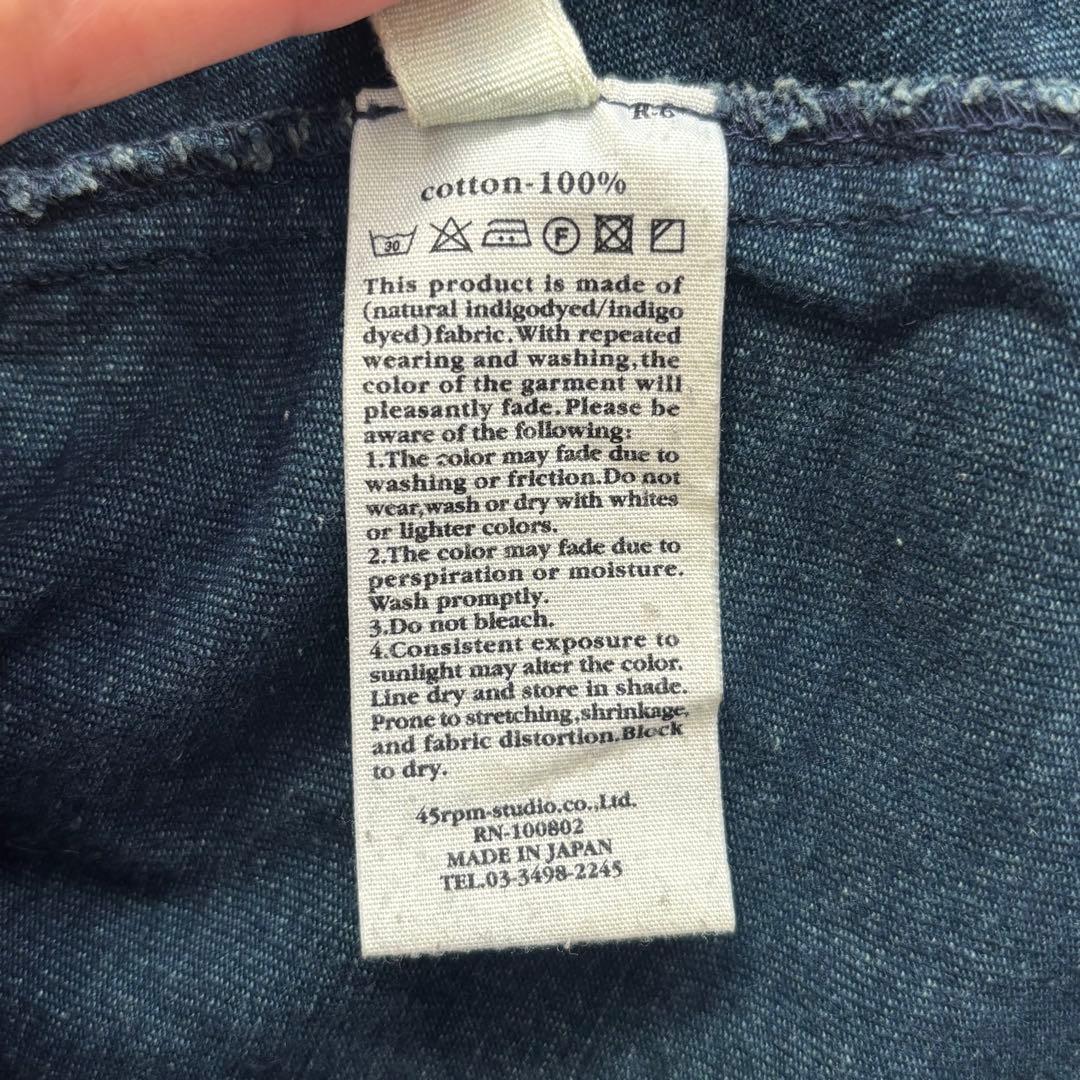 R-6
cotton-100%
30 F
This product is made of
(natural indigodyed/indigo
dyed)fabric.With repeated
wearing and washing,the
color of the garment will
pleasantly fade.Please be
aware of the following:
1.The color may fade due to
washing or friction.Do not
wear,wash or dry with whites
or lighter colors.
2.The color may fade due to
perspiration or moisture.
Wash promptly.
3.Do not bleach.
4.Consistent exposure to
sunlight may alter the color.
Line dry and store in shade.
Prone to stretching,shrinkage,
and fabric distortion.Block
to dry.
45rpm-studio.co.,Ltd.
RN-100802
MADE IN JAPAN
TEL.03-3498-2245